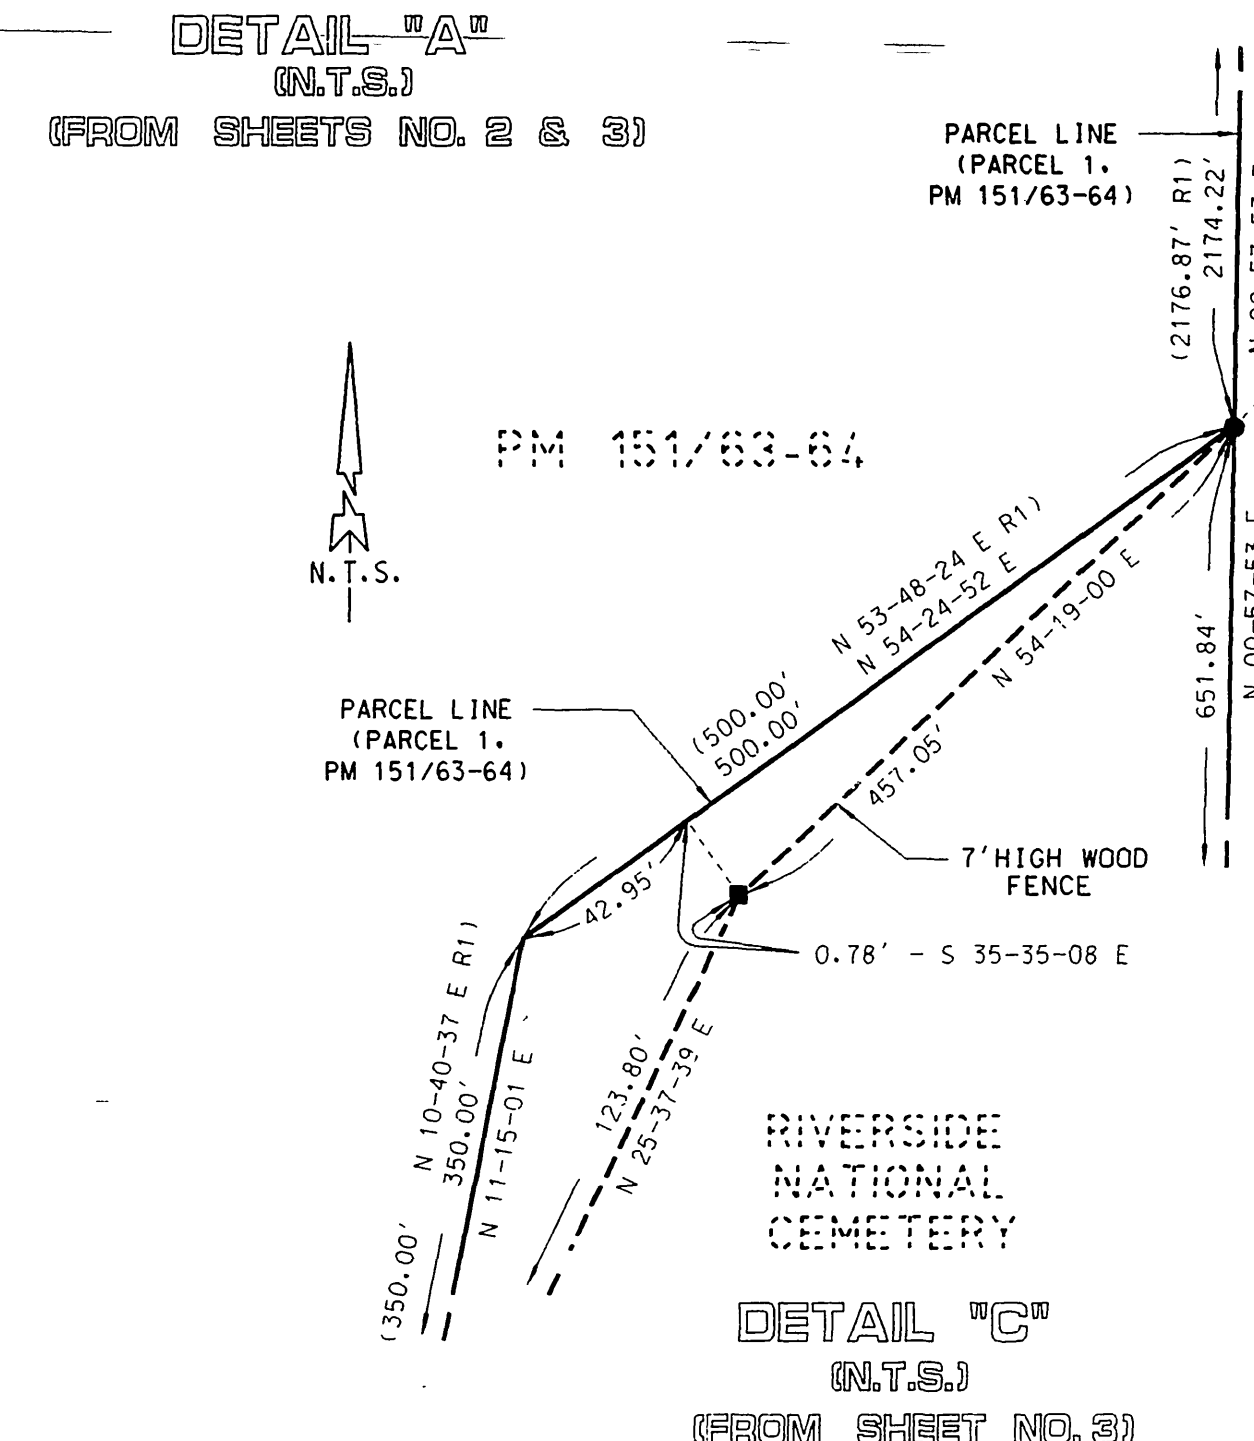 DETAIL "A"
(N.T.S.)
(FROM SHEETS NO. 2 & 3)
PARCEL LINE
(PARCEL 1.
PM 151/63-64)
(2176.87' R1)
2174.22'
PM 151/63-64
N.T.S.
N 53-48-24 E R1)
N 54-24-52 E
N 54-19-00 E
651.84'
N 00-57-53 E
(500.00'
500.00'
PARCEL LINE
(PARCEL 1.
PM 151/63-64)
457.05'
7'HIGH WOOD
FENCE
42.95'
0.78' - S 35-35-08 E
N 10-40-37 E R1)
350.00'
N 11-15-01 E
(350.00'
123.80'
N 25-37-39 E
RIVERSIDE
NATIONAL
CEMETERY
DETAIL "C"
(N.T.S.)
(FROM SHEET NO. 3)